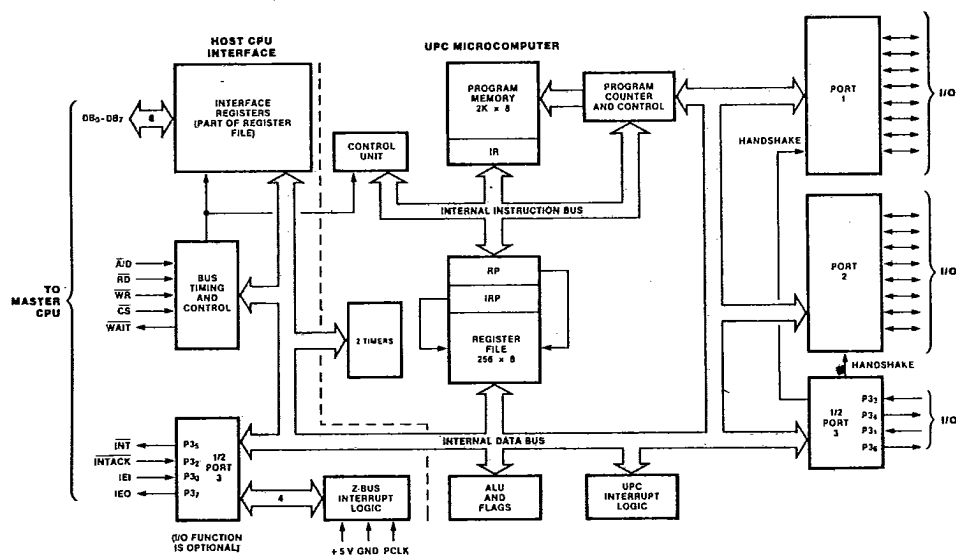 HOST CPU
INTERFACE
UPC MICROCOMPUTER
INTERFACE
REGISTERS
(PART OF REGISTER
FILE)
DB0-DB7
8
PROGRAM
MEMORY
2K × 8
IR
PROGRAM
COUNTER
AND CONTROL
PORT
1
I/O
HANDSHAKE
CONTROL
UNIT
INTERNAL INSTRUCTION BUS
TO
MASTER
CPU
A/D
RD
WR
CS
WAIT
BUS
TIMING
AND
CONTROL
2 TIMERS
RP
IRP
REGISTER
FILE
256 × 8
PORT
2
I/O
HANDSHAKE
INT
INTACK
IEI
IEO
P35
P32
P30
P37
1/2
PORT
3
INTERNAL DATA BUS
1/2
PORT
3
P33
P34
P31
P36
I/O
4
Z-BUS
INTERRUPT
LOGIC
ALU
AND
FLAGS
UPC
INTERRUPT LOGIC
(I/O FUNCTION
IS OPTIONAL)
+5 V GND PCLK